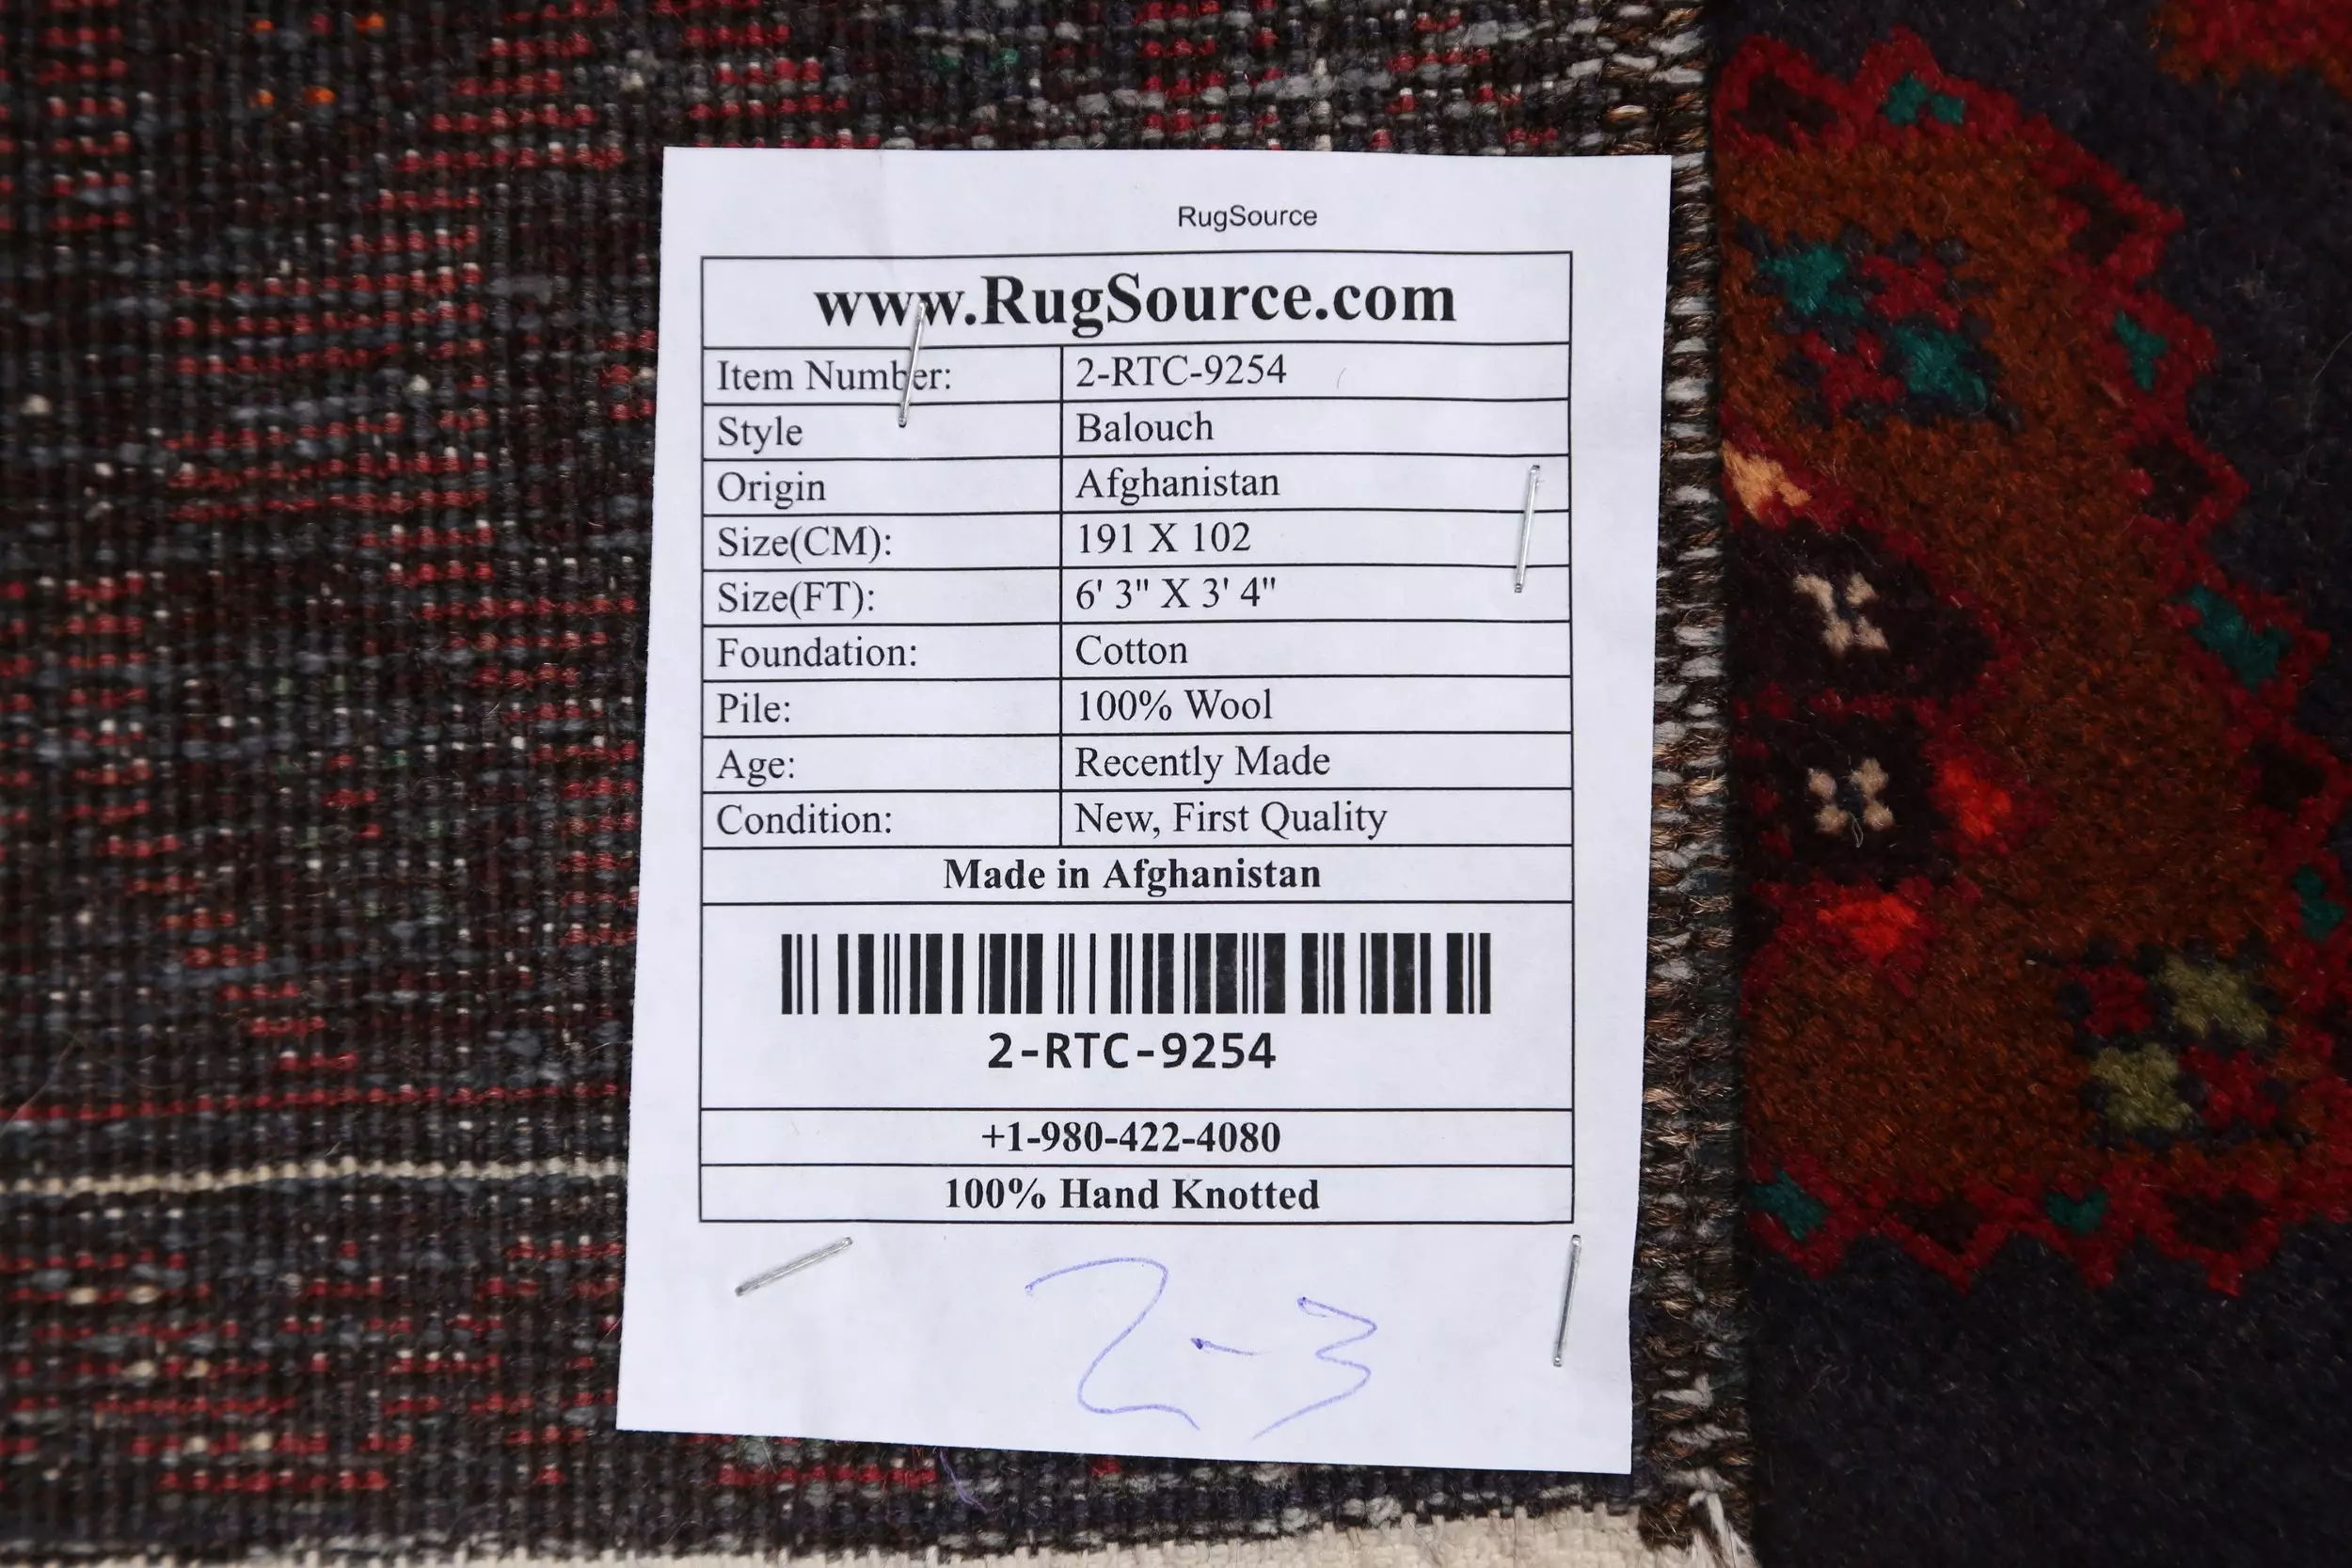 RugSource
www.RugSource.com
Item Number: 2-RTC-9254
Style Balouch
Origin Afghanistan
Size(CM): 191 X 102
Size(FT): 6' 3" X 3' 4"
Foundation: Cotton
Pile: 100% Wool
Age: Recently Made
Condition: New, First Quality
Made in Afghanistan
2-RTC-9254
+1-980-422-4080
100% Hand Knotted
2-3